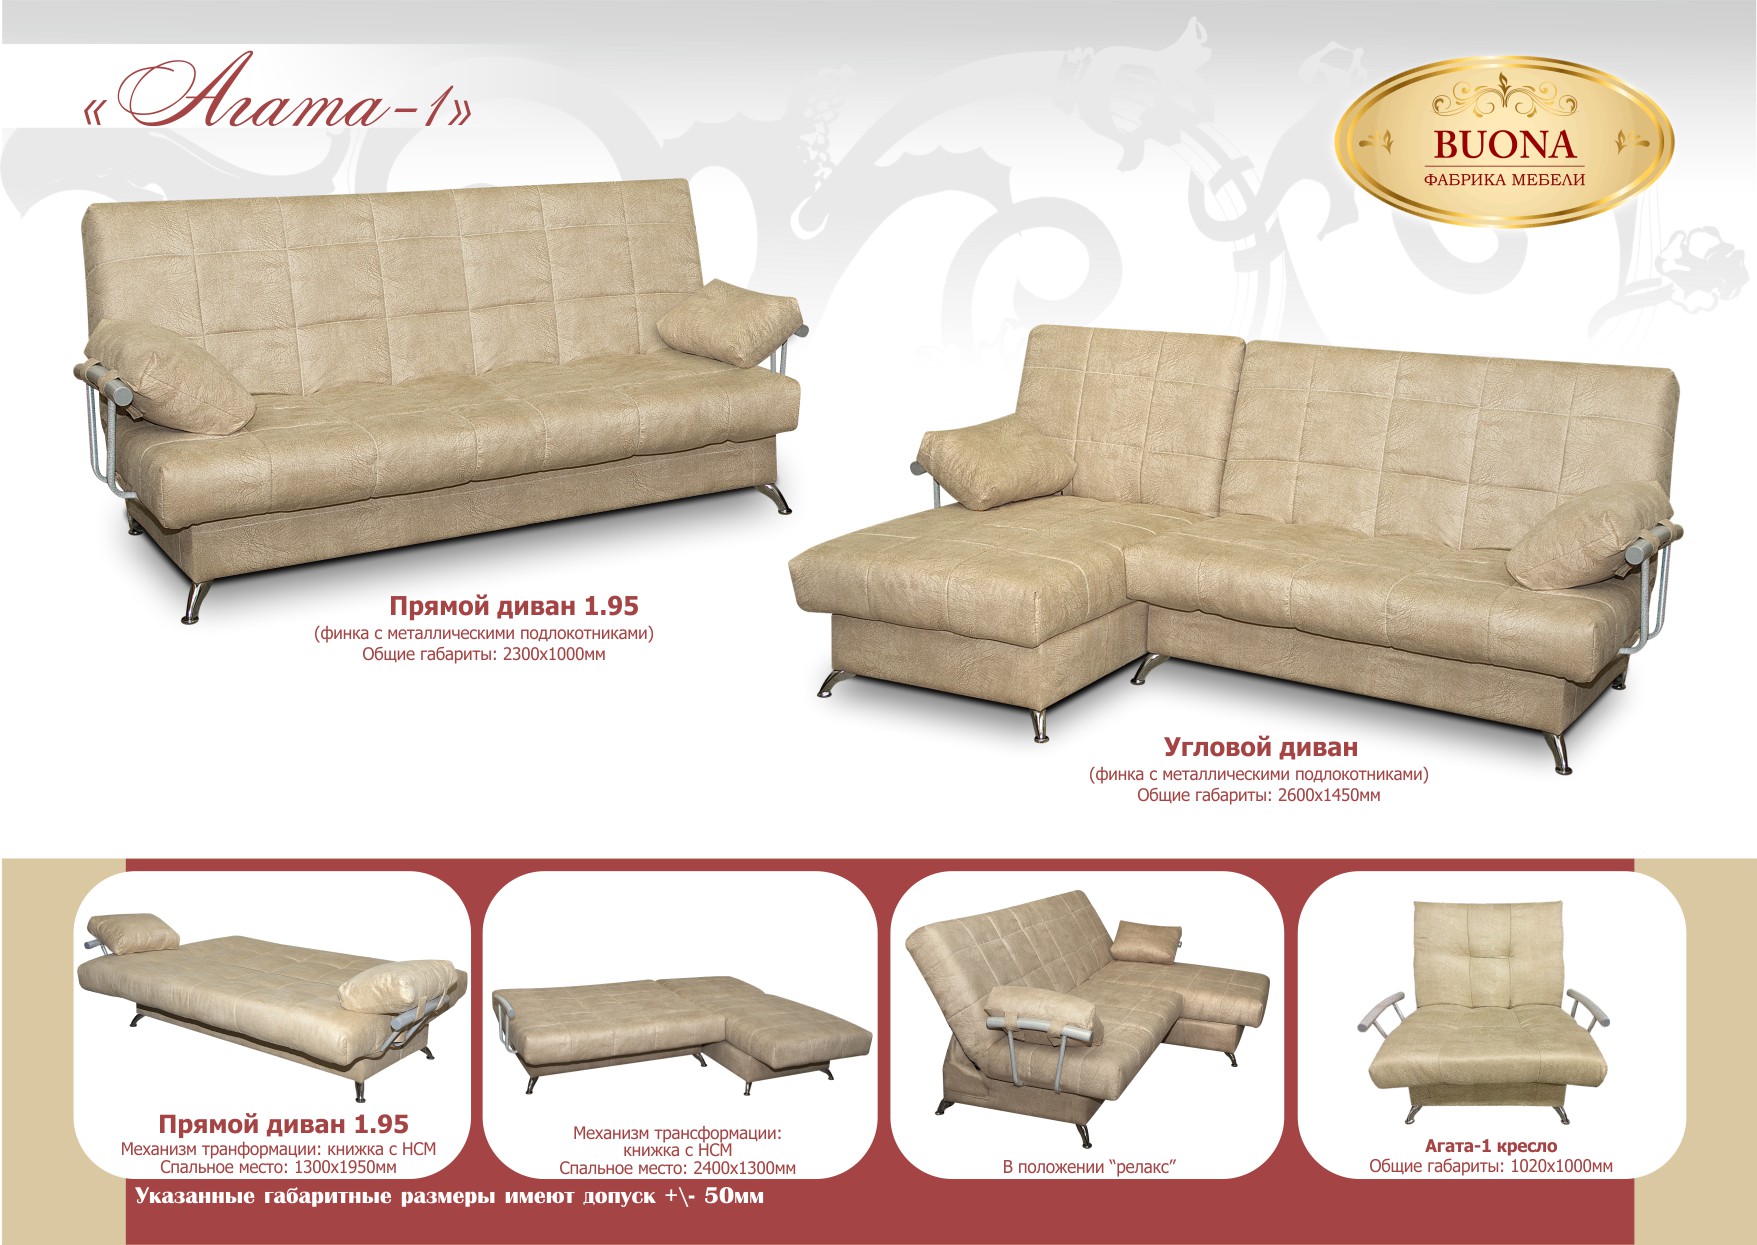 «Агата-1»
BUONA
ФАБРИКА МЕБЕЛИ
Прямой диван 1.95
(финка с металлическими подлокотниками)
Общие габариты: 2300х1000мм
Угловой диван
(финка с металлическими подлокотниками)
Общие габариты: 2600х1450мм
Прямой диван 1.95
Механизм транформации: книжка с НСМ
Спальное место: 1300х1950мм
Механизм трансформации:
книжка с НСМ
Спальное место: 2400х1300мм
В положении “релакс”
Агата-1 кресло
Общие габариты: 1020х1000мм
Указанные габаритные размеры имеют допуск +\- 50мм